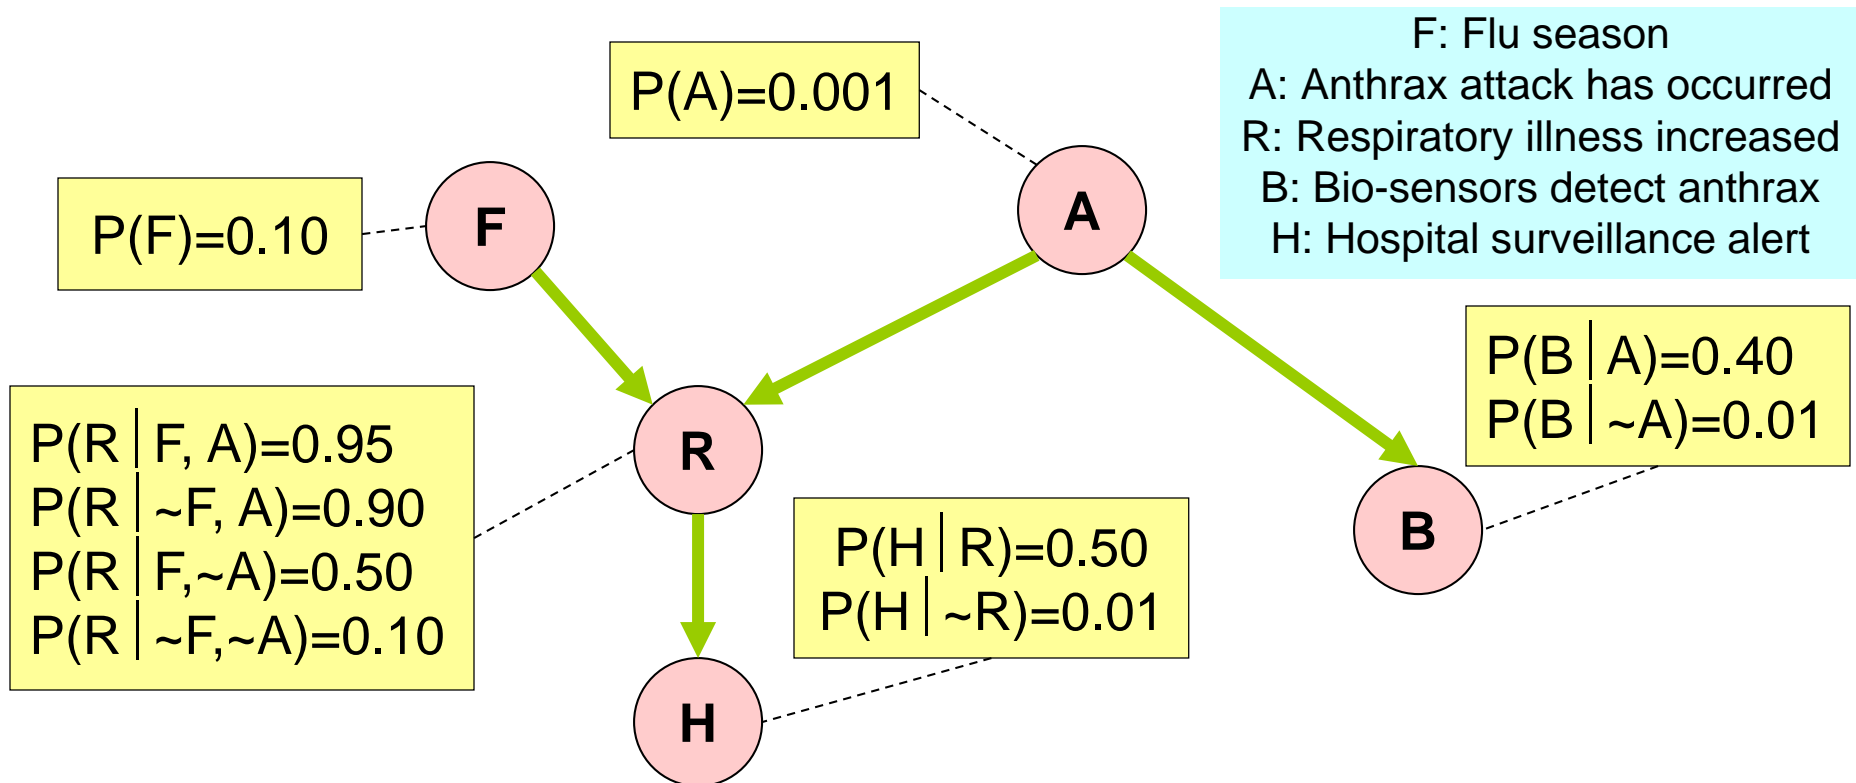 F: Flu season
A: Anthrax attack has occurred
R: Respiratory illness increased
B: Bio-sensors detect anthrax
H: Hospital surveillance alert
P(A)=0.001
P(F)=0.10
F
A
P(B | A)=0.40
P(B | ~A)=0.01
P(R | F, A)=0.95
P(R | ~F, A)=0.90
P(R | F,~A)=0.50
P(R | ~F,~A)=0.10
R
P(H | R)=0.50
P(H | ~R)=0.01
B
H